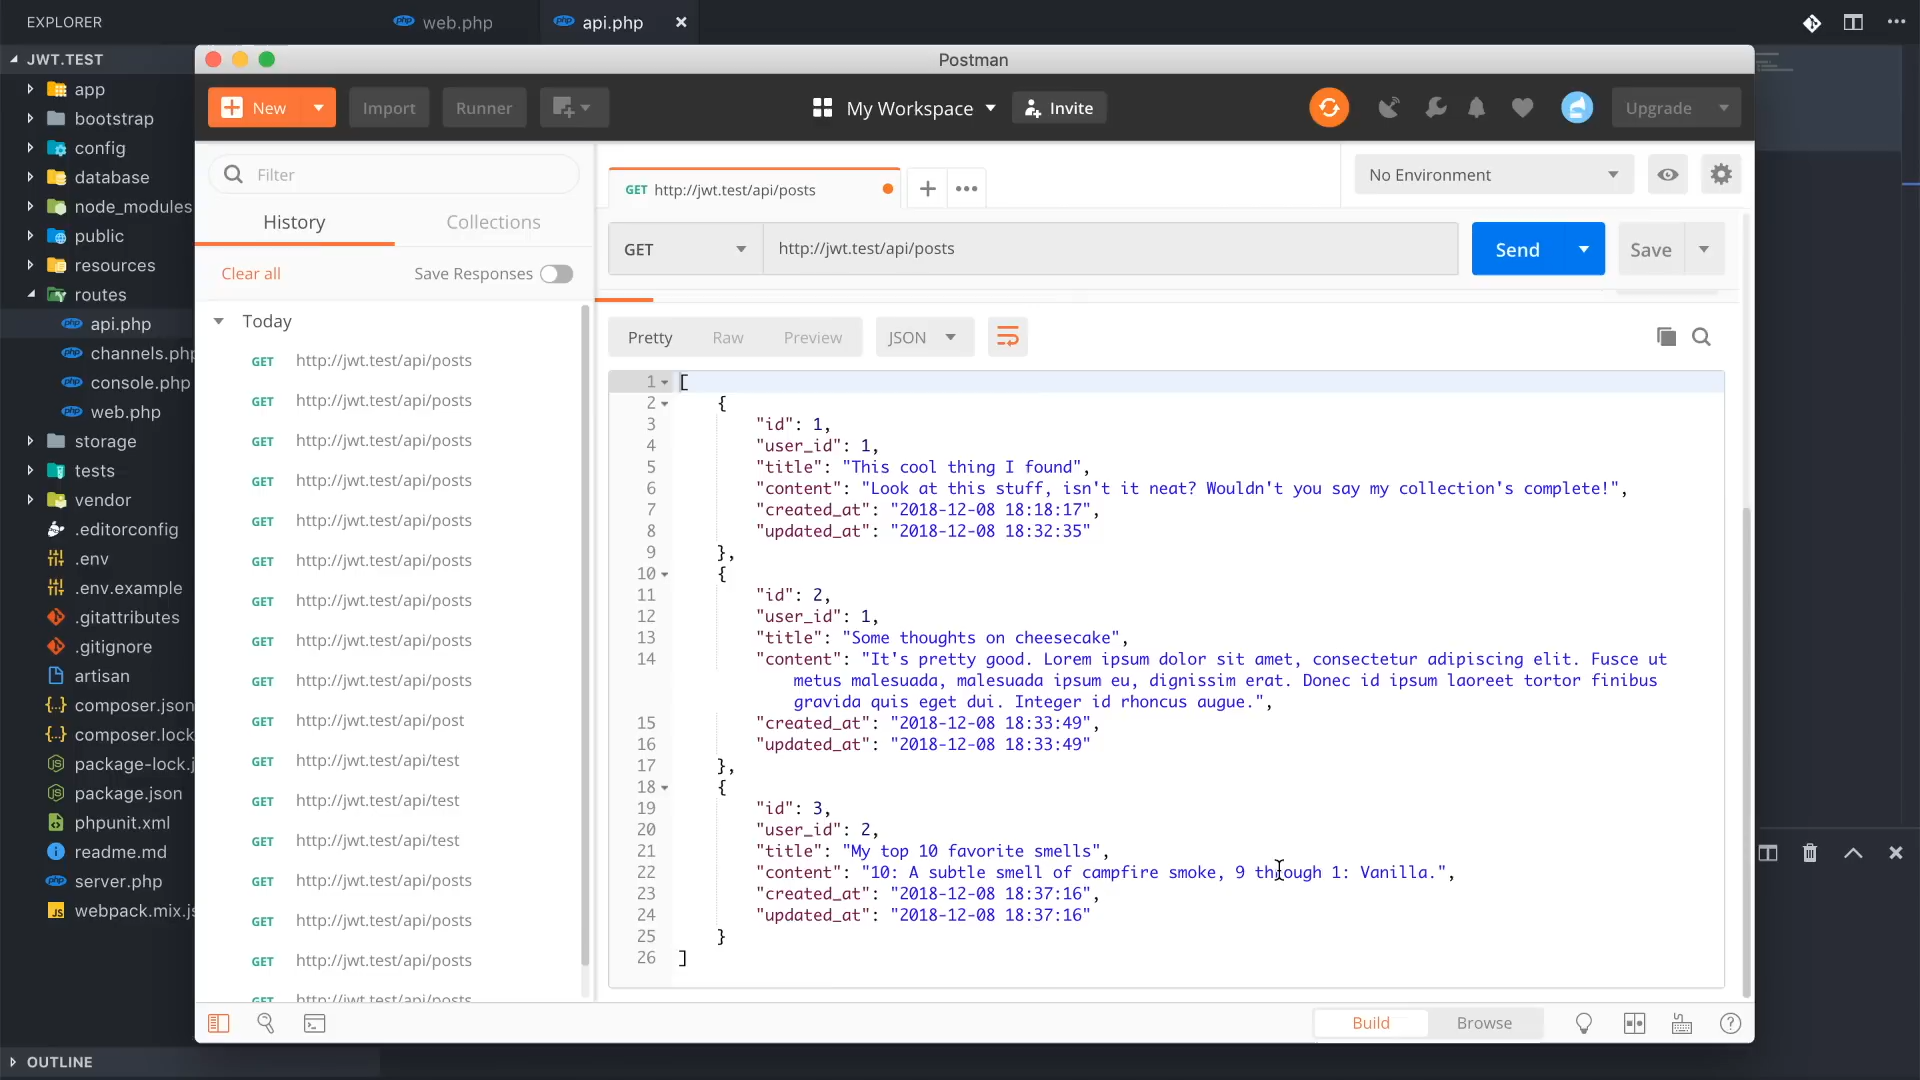 EXPLORER
web.php
api.php
JWT.TEST
app
bootstrap
config
database
node_modules
public
resources
routes
api.php
channels.php
console.php
web.php
storage
tests
vendor
.editorconfig
.env
.env.example
.gitattributes
.gitignore
artisan
composer.json
composer.lock
package-lock.j
package.json
phpunit.xml
readme.md
server.php
webpack.mix.js
OUTLINE
Postman
New
Import
Runner
My Workspace
Invite
Upgrade
Filter
History
Collections
Clear all
Save Responses
Today
GET http://jwt.test/api/posts
GET http://jwt.test/api/posts
GET http://jwt.test/api/posts
GET http://jwt.test/api/posts
GET http://jwt.test/api/posts
GET http://jwt.test/api/posts
GET http://jwt.test/api/posts
GET http://jwt.test/api/posts
GET http://jwt.test/api/posts
GET http://jwt.test/api/post
GET http://jwt.test/api/test
GET http://jwt.test/api/test
GET http://jwt.test/api/test
GET http://jwt.test/api/posts
GET http://jwt.test/api/posts
GET http://jwt.test/api/posts
GET http://jwt.test/api/posts
GET http://jwt.test/api/posts
No Environment
GET
http://jwt.test/api/posts
Send
Save
Pretty
Raw
Preview
JSON
1 [
2 {
3 "id": 1,
4 "user_id": 1,
5 "title": "This cool thing I found",
6 "content": "Look at this stuff, isn't it neat? Wouldn't you say my collection's complete!",
7 "created_at": "2018-12-08 18:18:17",
8 "updated_at": "2018-12-08 18:32:35"
9 },
10 {
11 "id": 2,
12 "user_id": 1,
13 "title": "Some thoughts on cheesecake",
14 "content": "It's pretty good. Lorem ipsum dolor sit amet, consectetur adipiscing elit. Fusce ut
metus malesuada, malesuada ipsum eu, dignissim erat. Donec id ipsum laoreet tortor finibus
gravida quis eget dui. Integer id rhoncus augue.",
15 "created_at": "2018-12-08 18:33:49",
16 "updated_at": "2018-12-08 18:33:49"
17 },
18 {
19 "id": 3,
20 "user_id": 2,
21 "title": "My top 10 favorite smells",
22 "content": "10: A subtle smell of campfire smoke, 9 through 1: Vanilla.",
23 "created_at": "2018-12-08 18:37:16",
24 "updated_at": "2018-12-08 18:37:16"
25 }
26 ]
Build
Browse